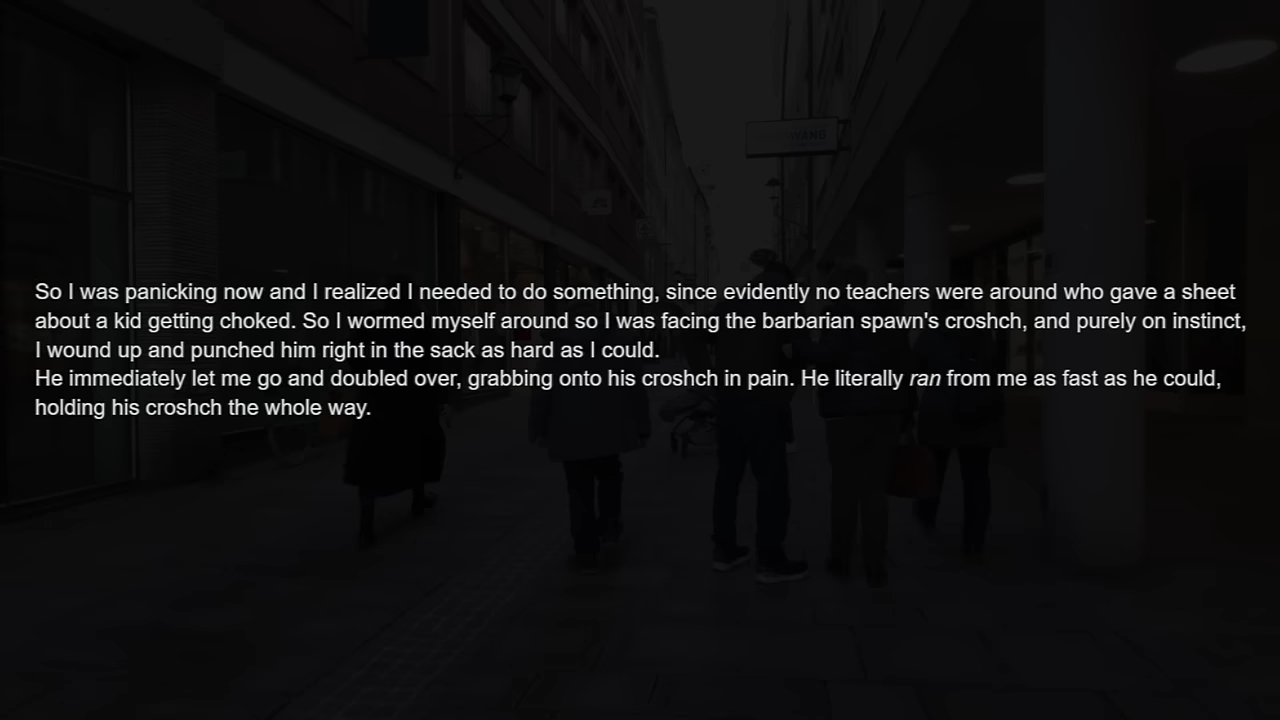 WANG
So I was panicking now and I realized I needed to do something, since evidently no teachers were around who gave a sheet
about a kid getting choked. So I wormed myself around so I was facing the barbarian spawn's croshch, and purely on instinct,
I wound up and punched him right in the sack as hard as I could.
He immediately let me go and doubled over, grabbing onto his croshch in pain. He literally ran from me as fast as he could,
holding his croshch the whole way.